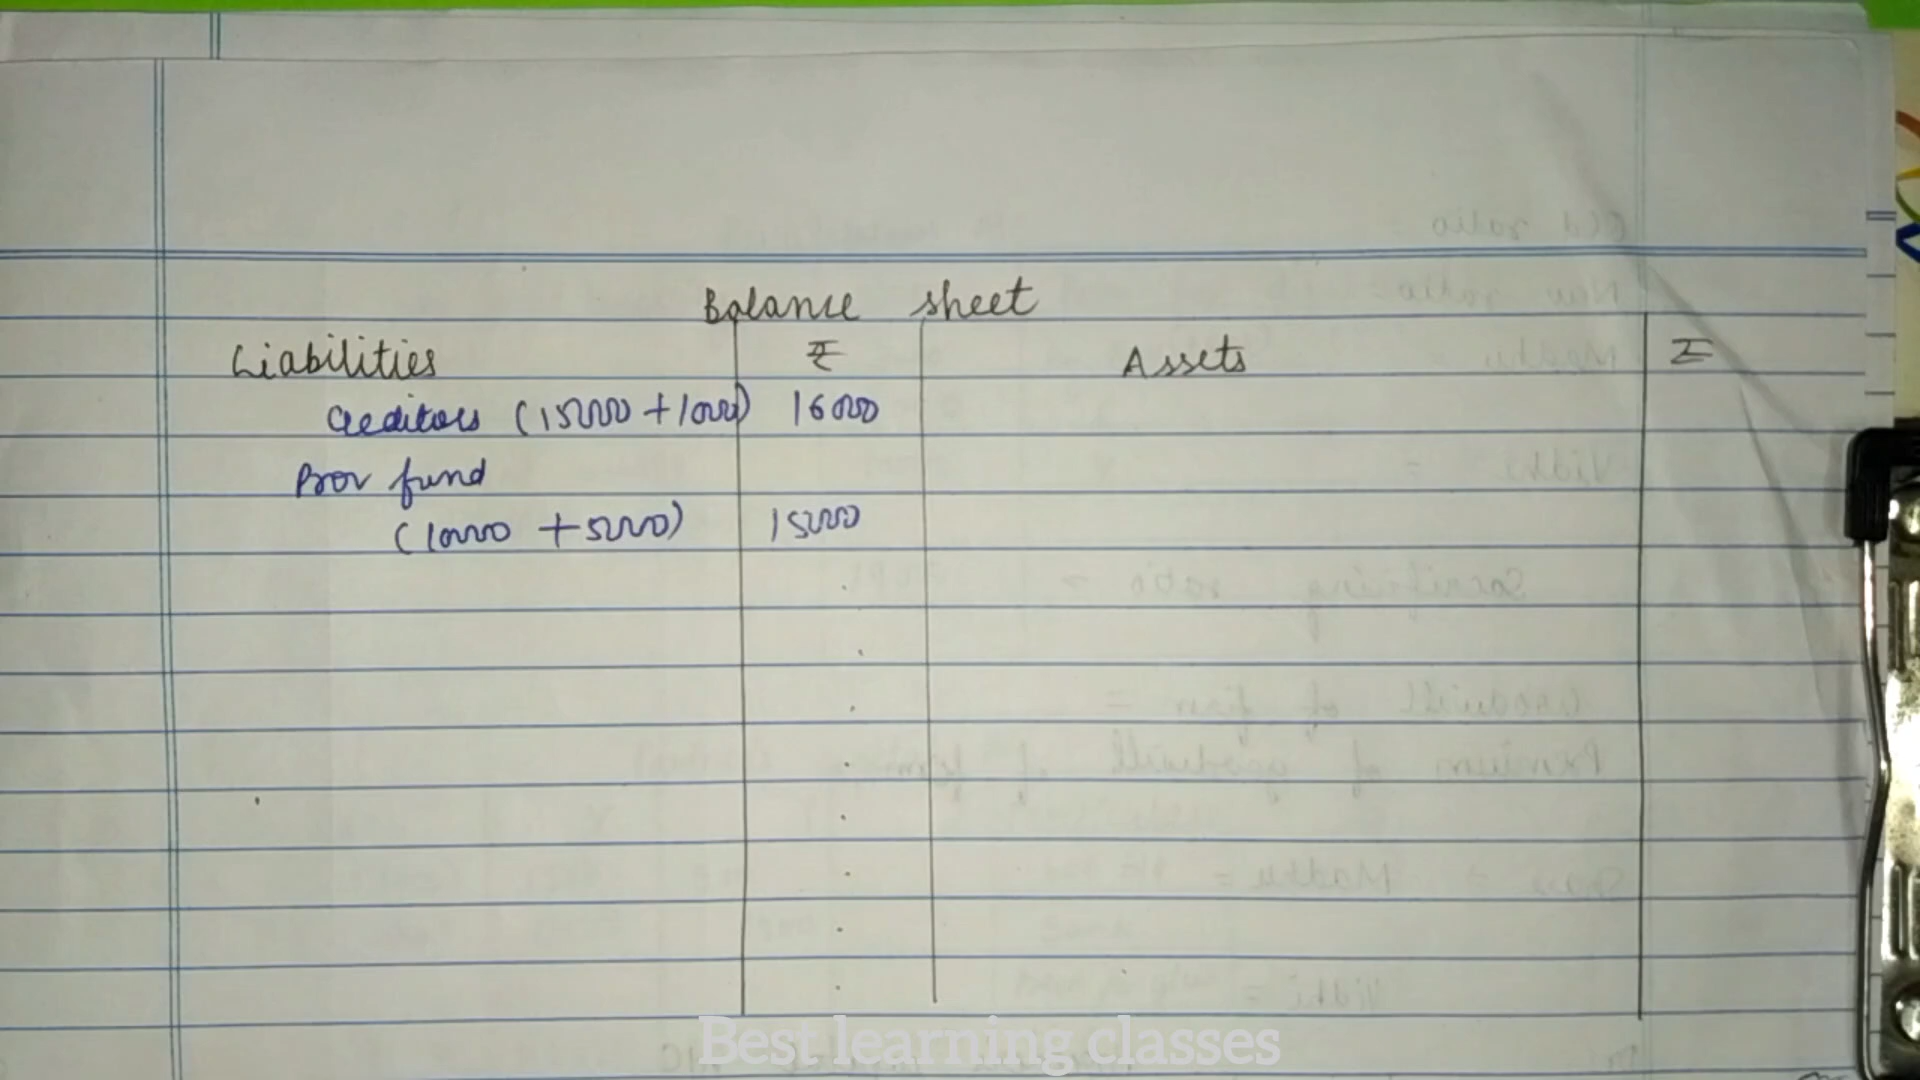 Balance sheet
Liabilities ₹ Assets ₹
Creditors (15000 + 1000) 16000
Prov fund
(10000 + 5000) 15000
Best learning classes